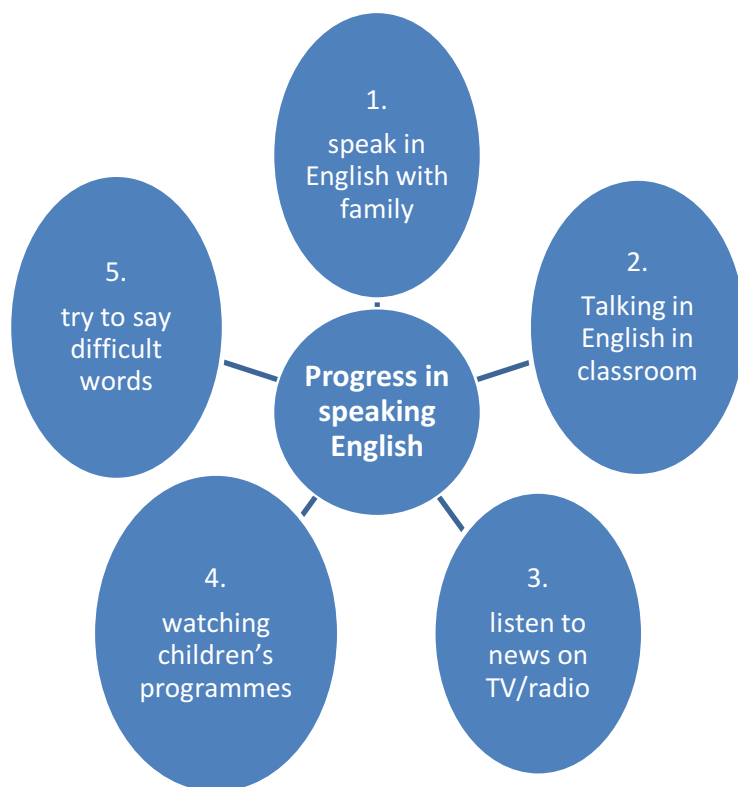 1.
speak in
English with
family
2.
Talking in
English in
classroom
3.
listen to
news on
TV/radio
4.
watching
children’s
programmes
5.
try to say
difficult
words
Progress in
speaking
English